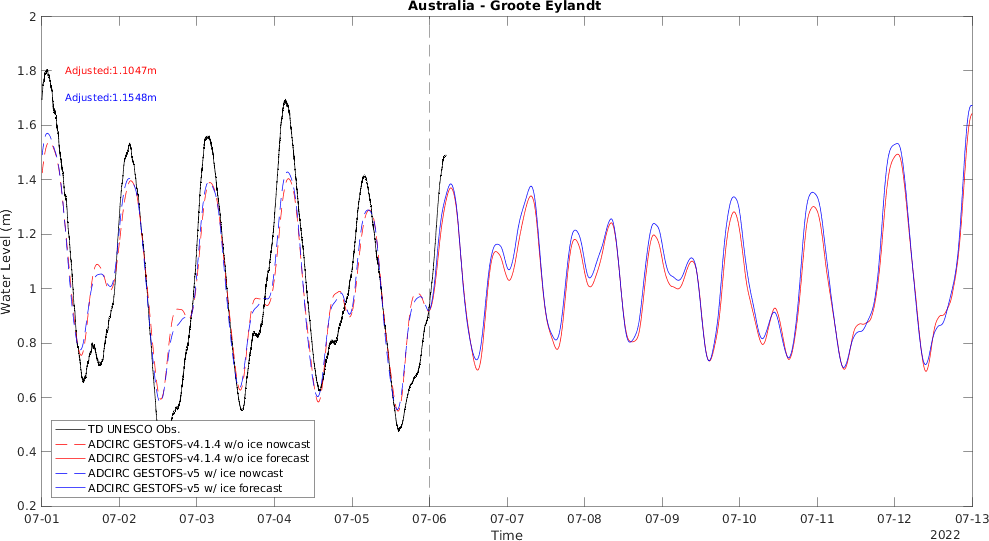 Australia - Groote Eylandt
2
1.8
1.6
1.4
1.2
1
0.8
0.6
0.4
0.2
Water Level (m)
Adjusted:1.1047m
Adjusted:1.1548m
TD UNESCO Obs.
ADCIRC GESTOFS-v4.1.4 w/o ice nowcast
ADCIRC GESTOFS-v4.1.4 w/o ice forecast
ADCIRC GESTOFS-v5 w/ ice nowcast
ADCIRC GESTOFS-v5 w/ ice forecast
07-01 07-02 07-03 07-04 07-05 07-06 07-07 07-08 07-09 07-10 07-11 07-12 07-13
Time
2022